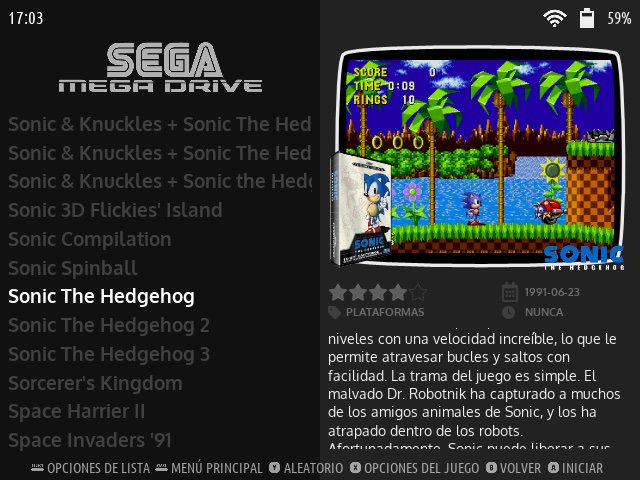 17:03
59%
SEGA
MEGA DRIVE
Sonic & Knuckles + Sonic The Hed
Sonic & Knuckles + Sonic The Hed
Sonic & Knuckles + Sonic the Hedg
Sonic 3D Flickies' Island
Sonic Compilation
Sonic Spinball
Sonic The Hedgehog
Sonic The Hedgehog 2
Sonic The Hedgehog 3
Sorcerer's Kingdom
Space Harrier II
Space Invaders '91
SCORE 0
TIME 0:09
RINGS 10
SONIC
SONIC
THE HEDGEHOG
1991-06-23
PLATAFORMAS
NUNCA
niveles con una velocidad increíble, lo que le
permite atravesar bucles y saltos con
facilidad. La trama del juego es simple. El
malvado Dr. Robotnik ha capturado a muchos
de los amigos animales de Sonic, y los ha
atrapado dentro de los robots.
Afortunadamente, Sonic puede liberar a sus
OPCIONES DE LISTA MENÚ PRINCIPAL Y ALEATORIO X OPCIONES DEL JUEGO B VOLVER A INICIAR